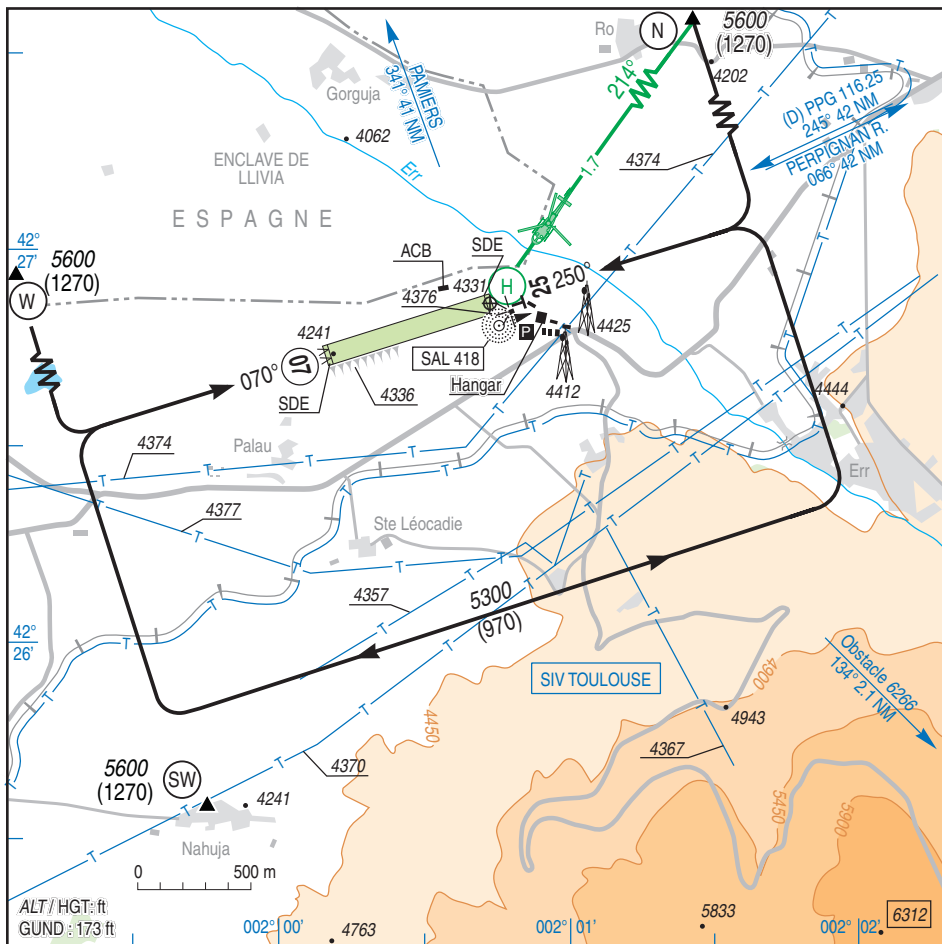 Ro
N
5600
(1270)
4202
PAMIERS
341° 41 NM
214°
(D) PPG 116.25
245° 42 NM
PERPIGNAN R.
066° 42 NM
Gorguja
4062
ENCLAVE DE
LLIVIA
Err
4374
1.7
T
ESPAGNE
42°
27'
5600
(1270)
W
ACB
SDE
4331
4376
H
25
250°
4425
4241
P
SAL 418
Hangar
4412
070°
07
SDE
4336
4444
Palau
4374
Err
4377
Ste Léocadie
4357
5300
(970)
42°
26'
SIV TOULOUSE
Obstacle 6266
134° 2.1 NM
4900
4943
4450
4367
4370
5600
(1270)
SW
4241
Nahuja
5450
5900
0
500 m
ALT / HGT: ft
GUND : 173 ft
002° 00'
4763
002° 01'
5833
002° 02'
6312